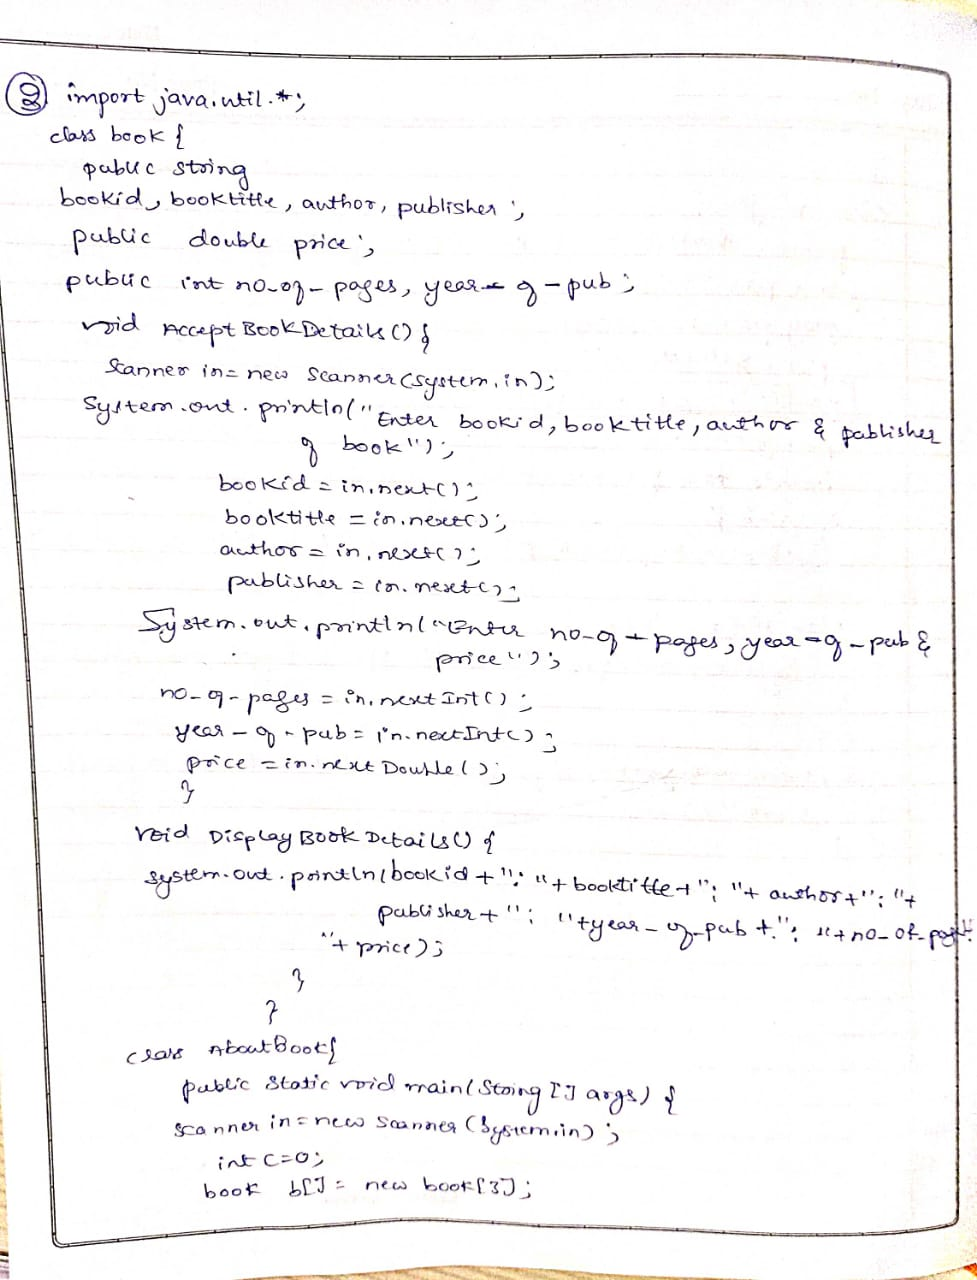 ② import java.util.*;
class book {
public string
bookid, booktitle, author, publisher ;
public double price ;
public int no-of-pages, year-of-pub ;
void AcceptBookDetails() {
Scanner in = new Scanner(System.in);
System.out.println("Enter bookid, booktitle, author & publisher
of book");
bookid = in.next();
booktitle = in.next();
author = in.next();
publisher = in.next();
System.out.println("Enter no-of-pages, year-of-pub &
price");
no-of-pages = in.nextInt();
year-of-pub = in.nextInt();
price = in.nextDouble();
}
void DisplayBookDetails() {
system.out.println(bookid+": "+booktitle+": "+author+": "+
publisher+": "+year-of-pub+": "+no_of_pages
"+price);
}
}
class AboutBook{
public static void main(String [] args) {
Scanner in = new Scanner (System.in);
int c=0;
book b[] = new book[3];